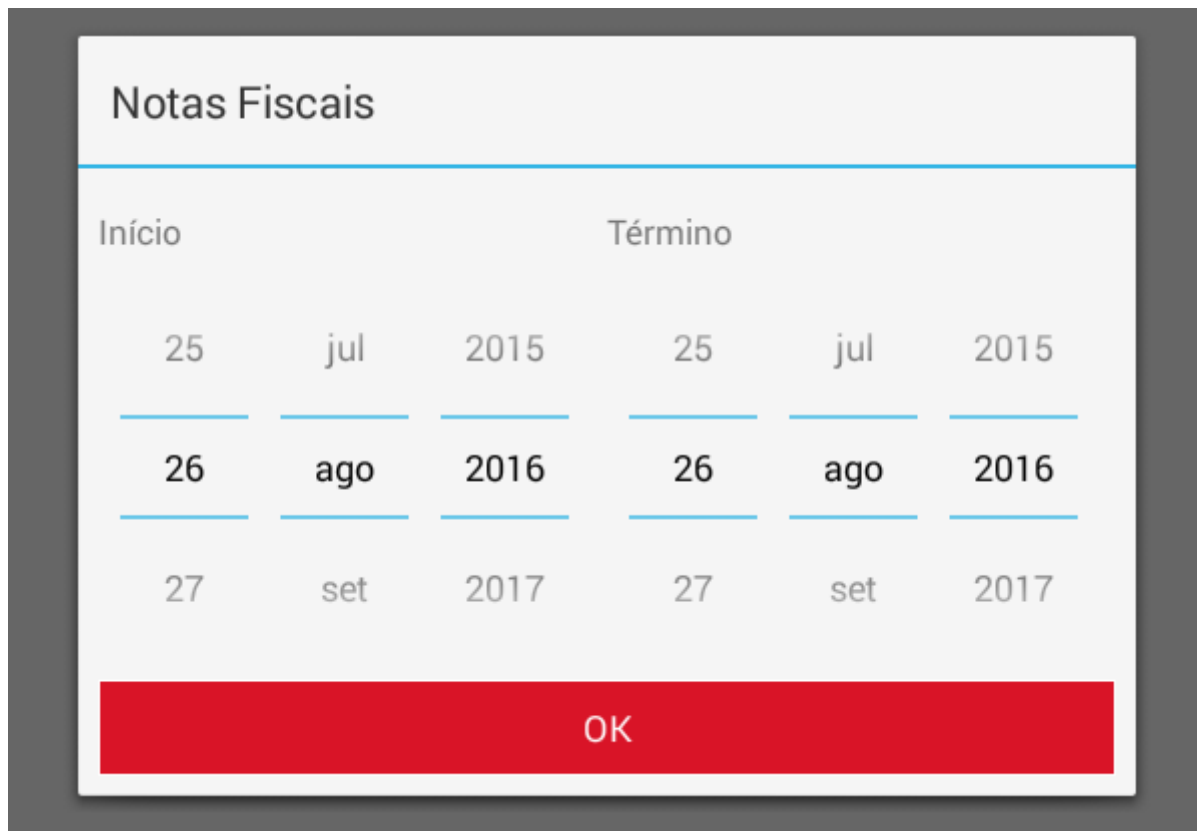 Notas Fiscais
Início Término
25 jul 2015 25 jul 2015
26 ago 2016 26 ago 2016
27 set 2017 27 set 2017
OK